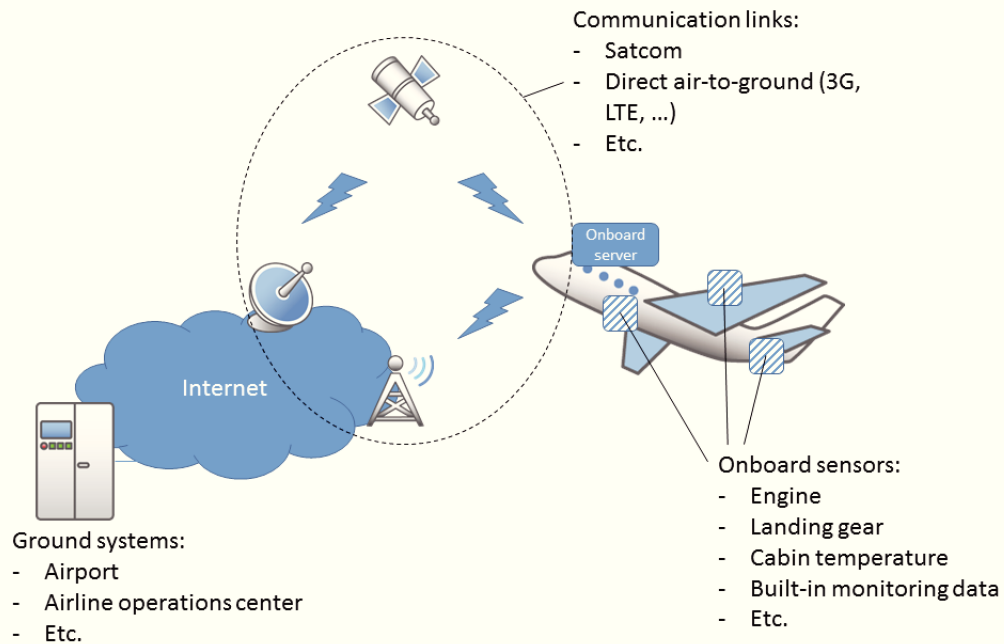 Communication links:
- Satcom
- Direct air-to-ground (3G,
LTE, ...)
- Etc.
Onboard
server
Internet
Onboard sensors:
- Engine
- Landing gear
- Cabin temperature
- Built-in monitoring data
- Etc.
Ground systems:
- Airport
- Airline operations center
- Etc.